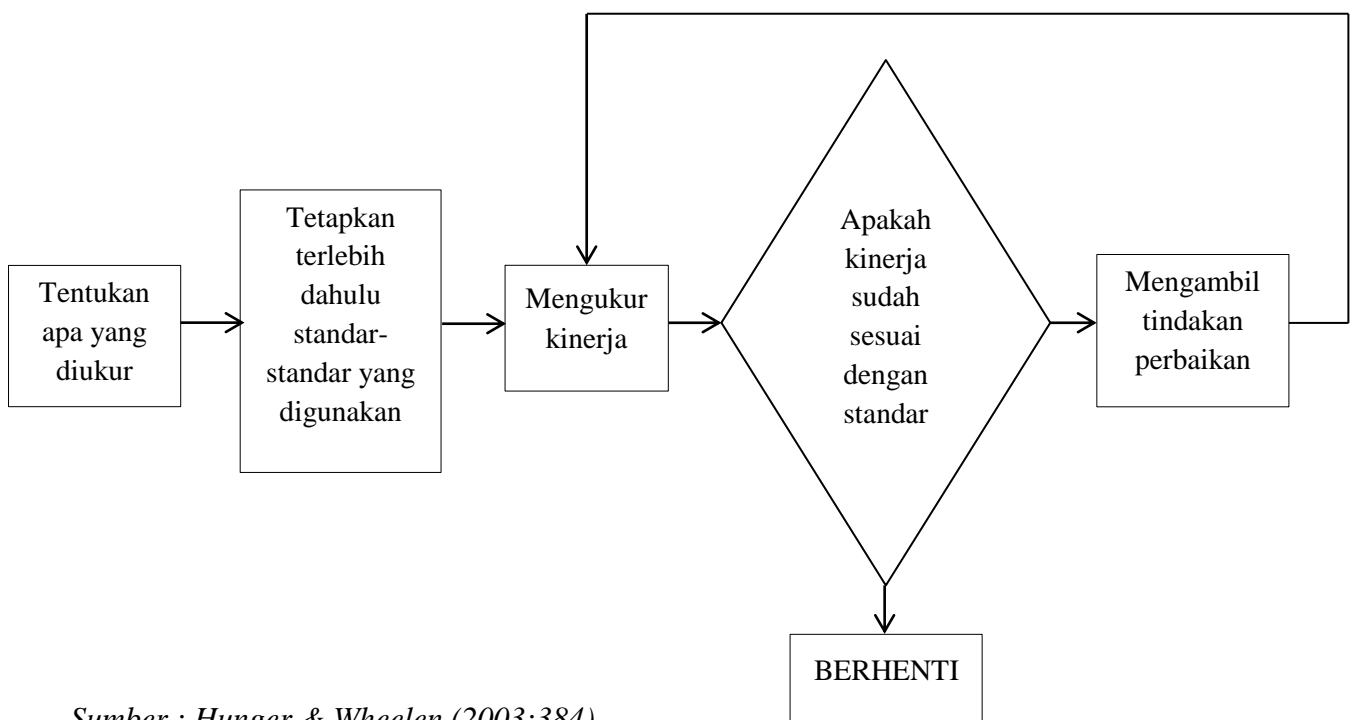 Tentukan
apa yang
diukur
Tetapkan
terlebih
dahulu
standar-
standar yang
digunakan
Mengukur
kinerja
Apakah
kinerja
sudah
sesuai
dengan
standar
Mengambil
tindakan
perbaikan
BERHENTI
Sumber : Hunger & Wheelen (2003:384)